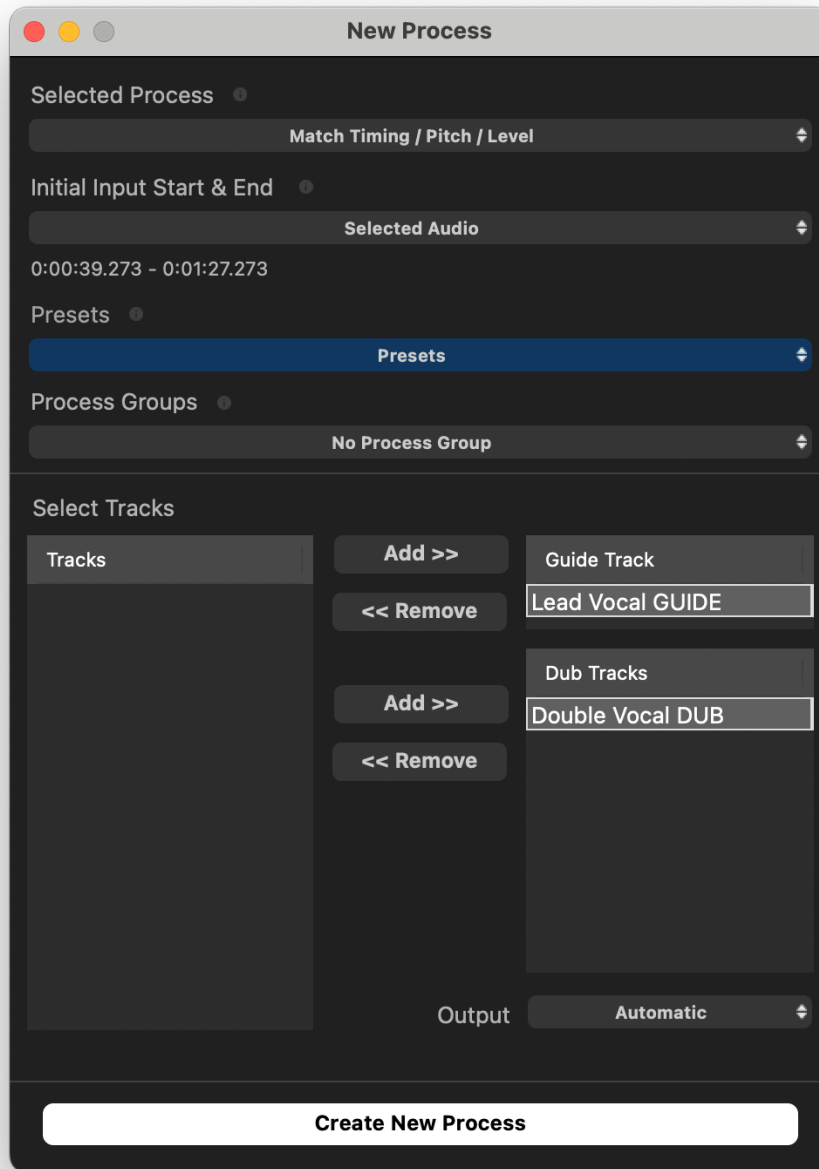 New Process
Selected Process
Match Timing / Pitch / Level
Initial Input Start & End
Selected Audio
0:00:39.273 - 0:01:27.273
Presets
Presets
Process Groups
No Process Group
Select Tracks
Tracks
Add >>
<< Remove
Guide Track
Lead Vocal GUIDE
Add >>
<< Remove
Dub Tracks
Double Vocal DUB
Output
Automatic
Create New Process